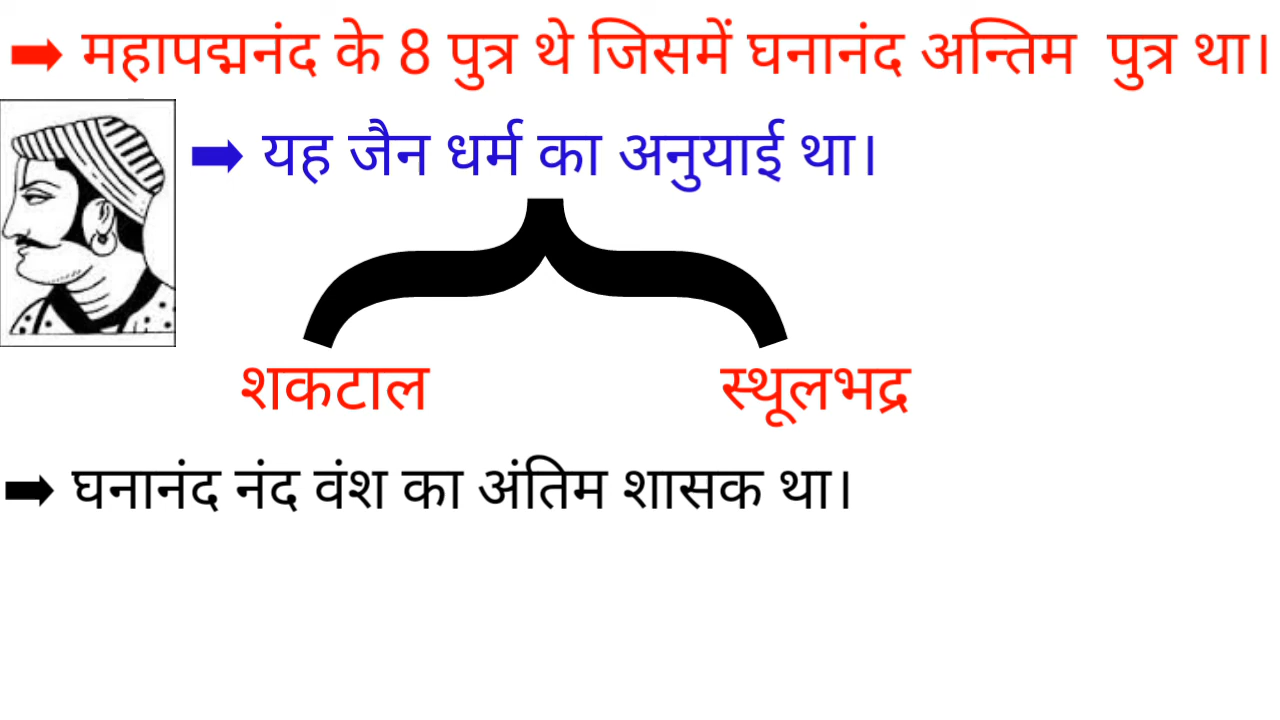 ➡ महापद्मनंद के 8 पुत्र थे जिसमें घनानंद अन्तिम पुत्र था।
➡ यह जैन धर्म का अनुयाई था।
शकटाल स्थूलभद्र
➡ घनानंद नंद वंश का अंतिम शासक था।